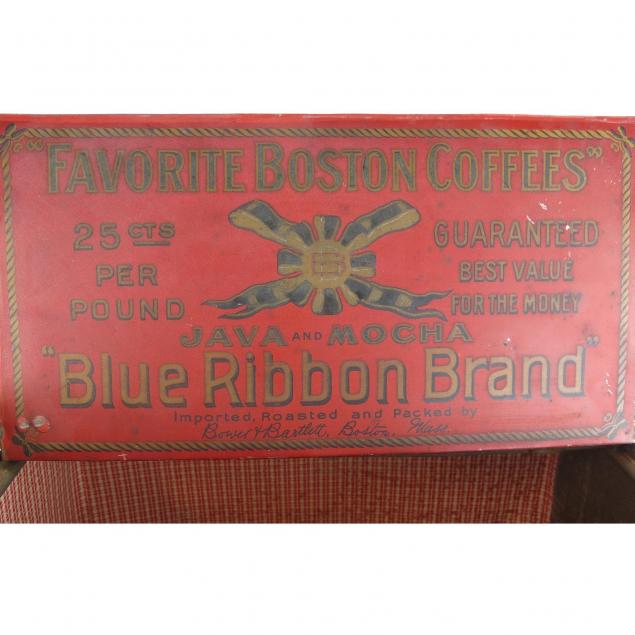 "FAVORITE BOSTON COFFEES"
25 CTS
PER
POUND
GUARANTEED
BEST VALUE
FOR THE MONEY
JAVA AND MOCHA
"Blue Ribbon Brand"
Imported, Roasted and Packed by
Bower & Bartlett, Boston, Mass.